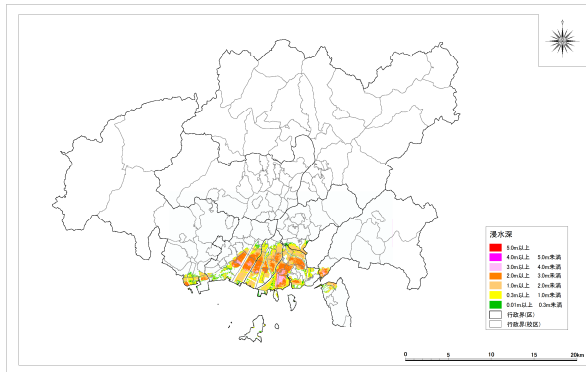 浸水深
5.0m以上
4.0m以上 5.0m未満
3.0m以上 4.0m未満
2.0m以上 3.0m未満
1.0m以上 2.0m未満
0.3m以上 1.0m未満
0.01m以上 0.3m未満
行政界(区)
行政界(校区)
0 5 10 15 20km